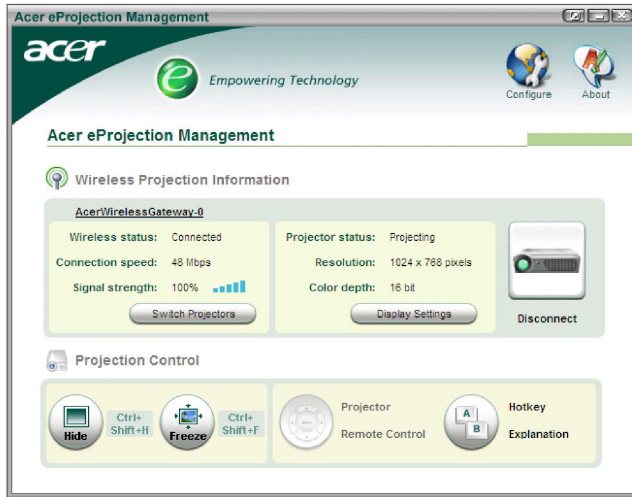 Acer eProjection Management
acer
e Empowering Technology
Configure
About
Acer eProjection Management
Wireless Projection Information
AcerWirelessGateway-0
Wireless status: Connected
Connection speed: 48 Mbps
Signal strength: 100%
Switch Projectors
Projector status: Projecting
Resolution: 1024 x 768 pixels
Color depth: 16 bit
Display Settings
Disconnect
Projection Control
Hide
Ctrl+
Shift+H
Freeze
Ctrl+
Shift+F
Menu
Projector
Remote Control
A
B
Hotkey
Explanation